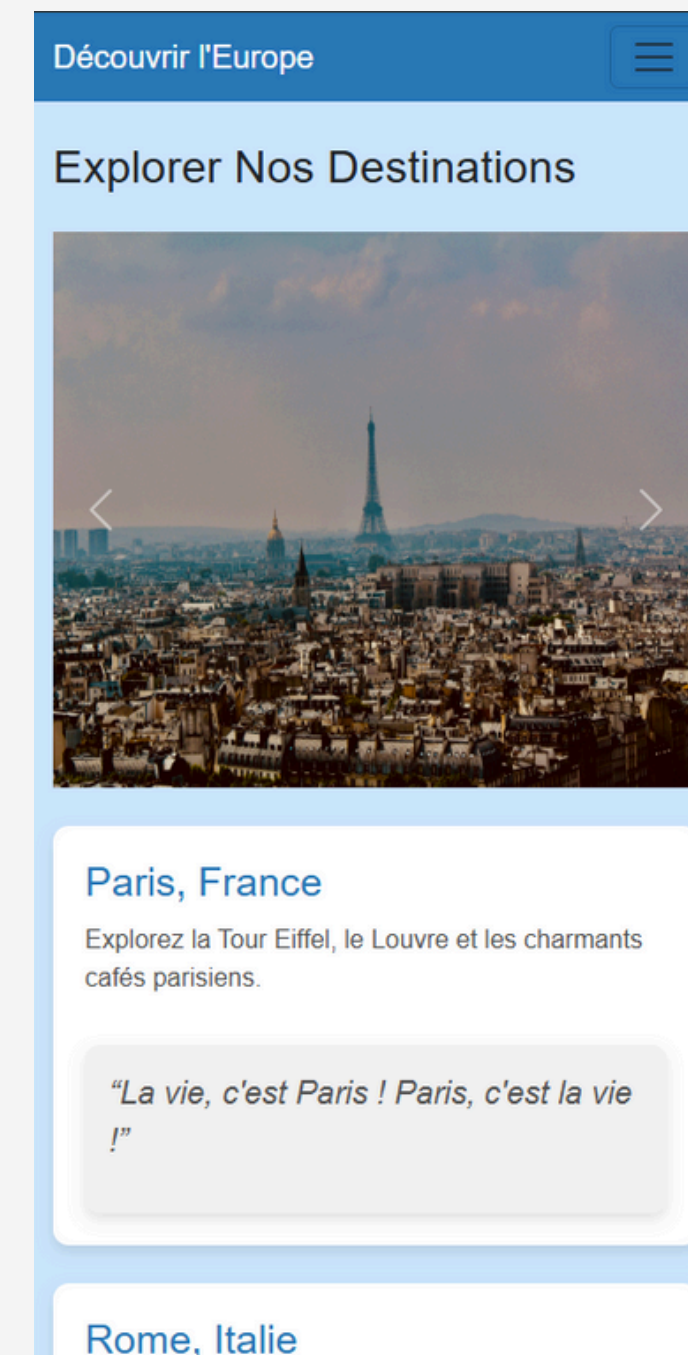 Découvrir l'Europe
Explorer Nos Destinations
Paris, France
Explorez la Tour Eiffel, le Louvre et les charmants
cafés parisiens.
“La vie, c'est Paris ! Paris, c'est la vie
!”
Rome, Italie